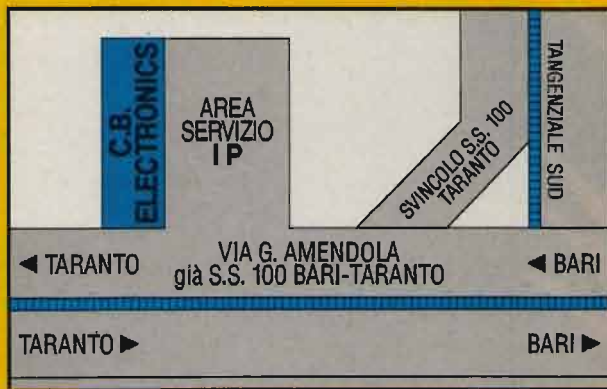 C.B.
ELECTRONICS
AREA
SERVIZIO
IP
SVINCOLO S.S. 100
TARANTO
TANGENZIALE SUD
◄ TARANTO
VIA G. AMENDOLA
già S.S. 100 BARI-TARANTO
◄ BARI
TARANTO ►
BARI ►